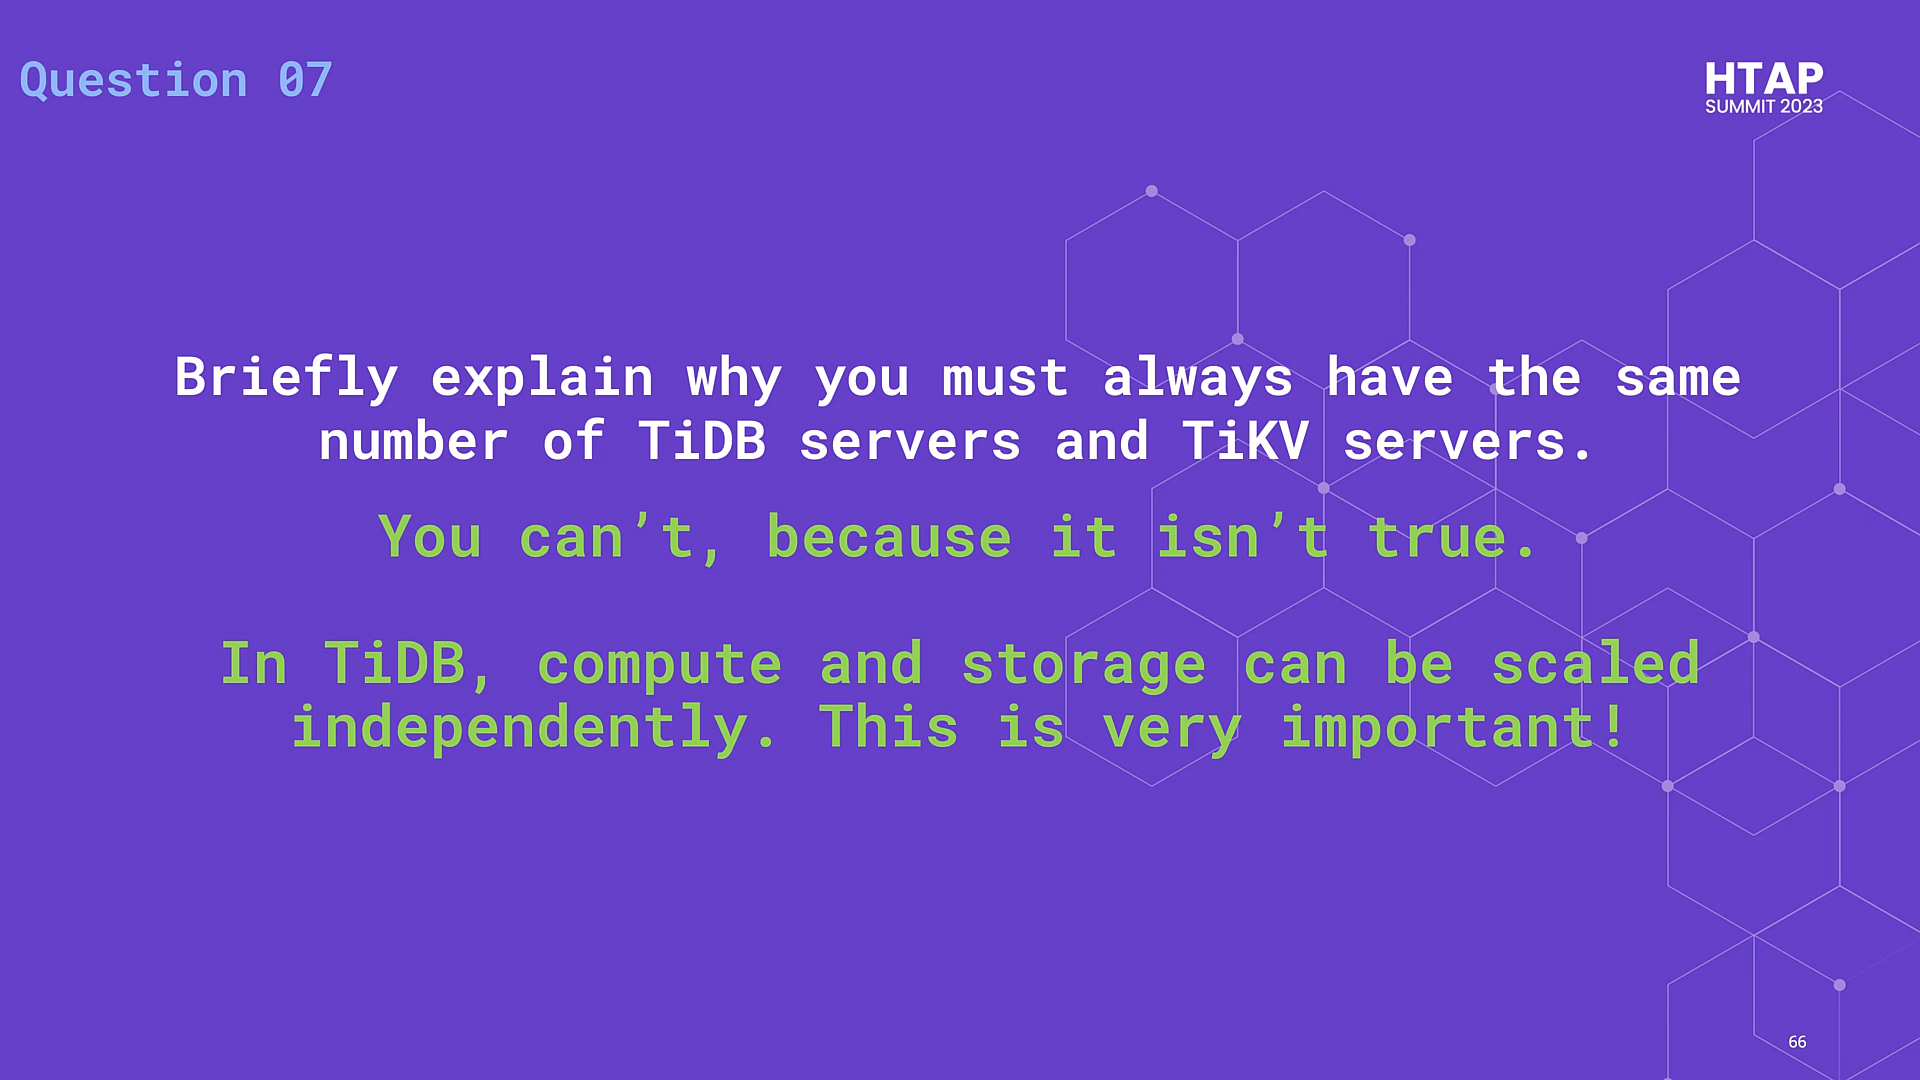 Question 07
HTAP
SUMMIT 2023
Briefly explain why you must always have the same
number of TiDB servers and TiKV servers.
You can’t, because it isn’t true.
In TiDB, compute and storage can be scaled
independently. This is very important!
66